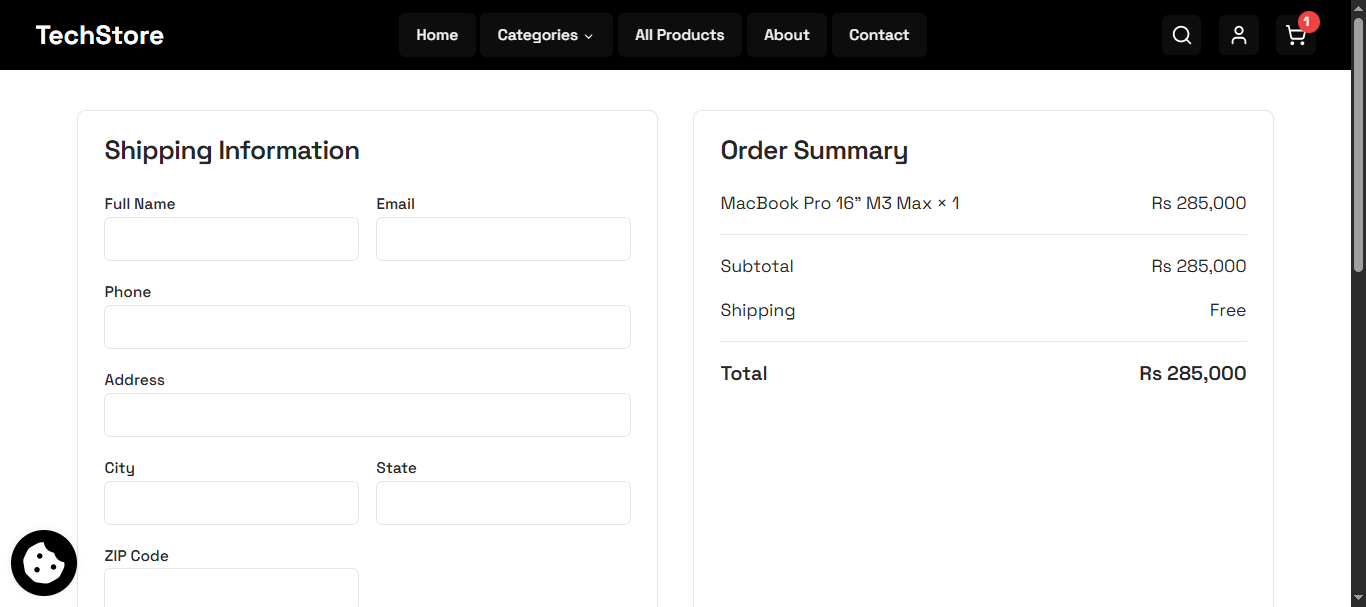 TechStore
Home
Categories
All Products
About
Contact
1
Shipping Information
Full Name
Email
Phone
Address
City
State
ZIP Code
Order Summary
MacBook Pro 16” M3 Max × 1
Rs 285,000
Subtotal
Rs 285,000
Shipping
Free
Total
Rs 285,000